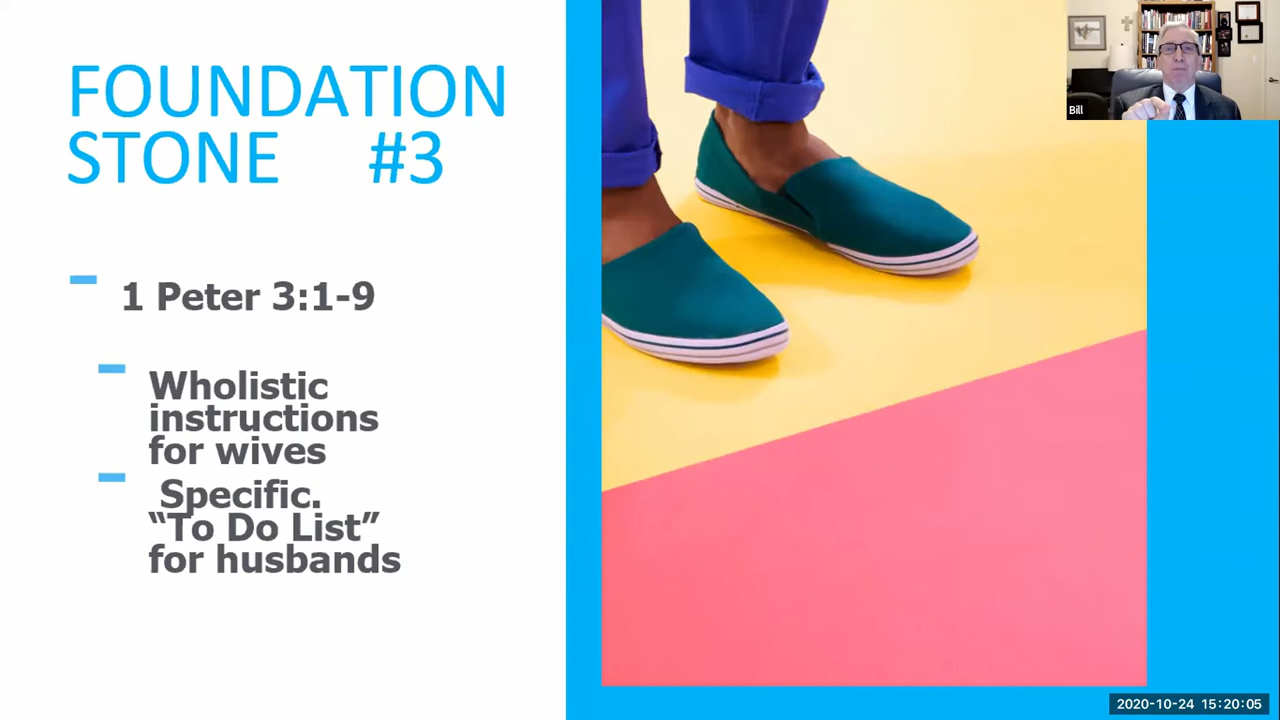 FOUNDATION
STONE #3
1 Peter 3:1-9
Wholistic
instructions
for wives
Specific.
“To Do List”
for husbands
Bill
2020-10-24 15:20:05